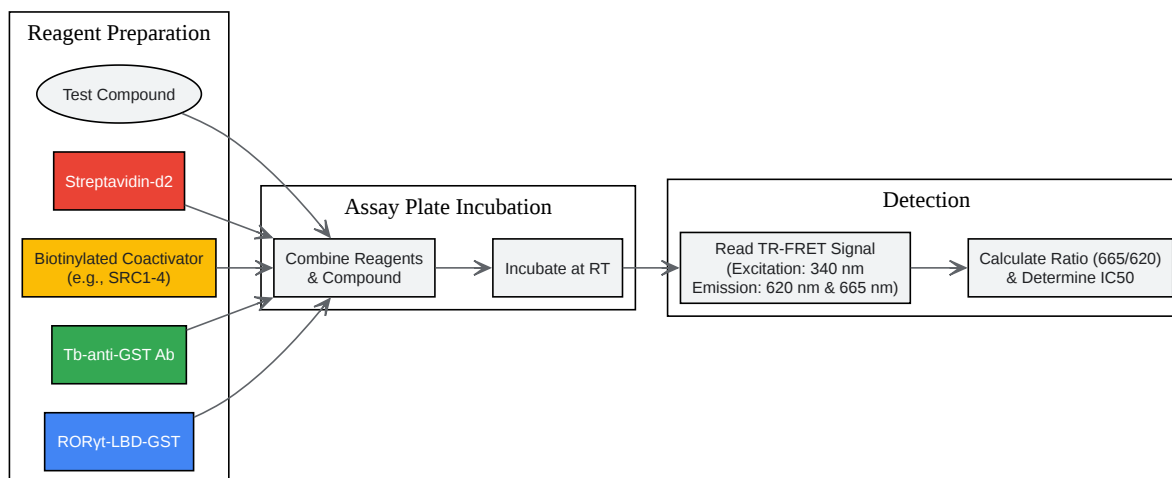 Reagent Preparation
Test Compound
Streptavidin-d2
Biotinylated Coactivator
(e.g., SRC1-4)
Tb-anti-GST Ab
RORγt-LBD-GST
Assay Plate Incubation
Combine Reagents
& Compound
Incubate at RT
Detection
Read TR-FRET Signal
(Excitation: 340 nm
Emission: 620 nm & 665 nm)
Calculate Ratio (665/620)
& Determine IC50